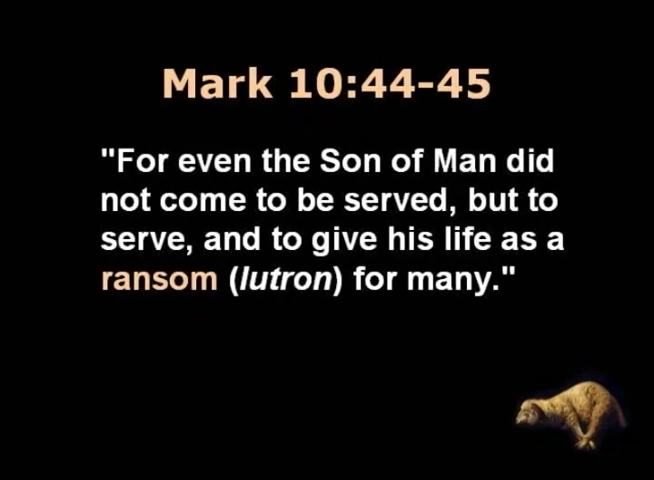 Mark 10:44-45
"For even the Son of Man did
not come to be served, but to
serve, and to give his life as a
ransom (lutron) for many."